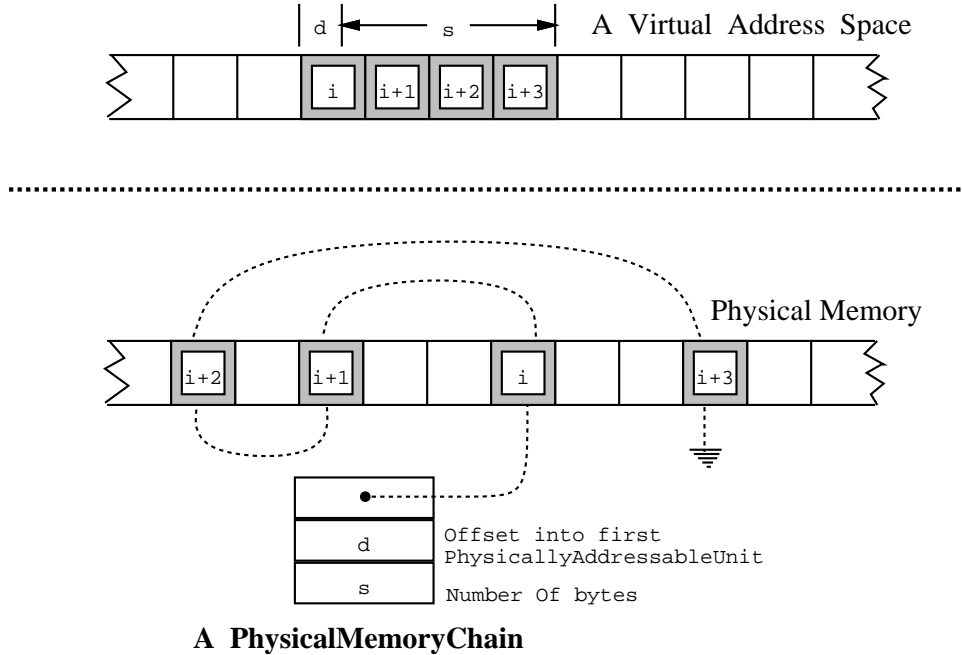 d s A Virtual Address Space
i i+1 i+2 i+3
Physical Memory
i+2 i+1 i i+3
d
Offset into first
PhysicallyAddressableUnit
s
Number Of bytes
A PhysicalMemoryChain